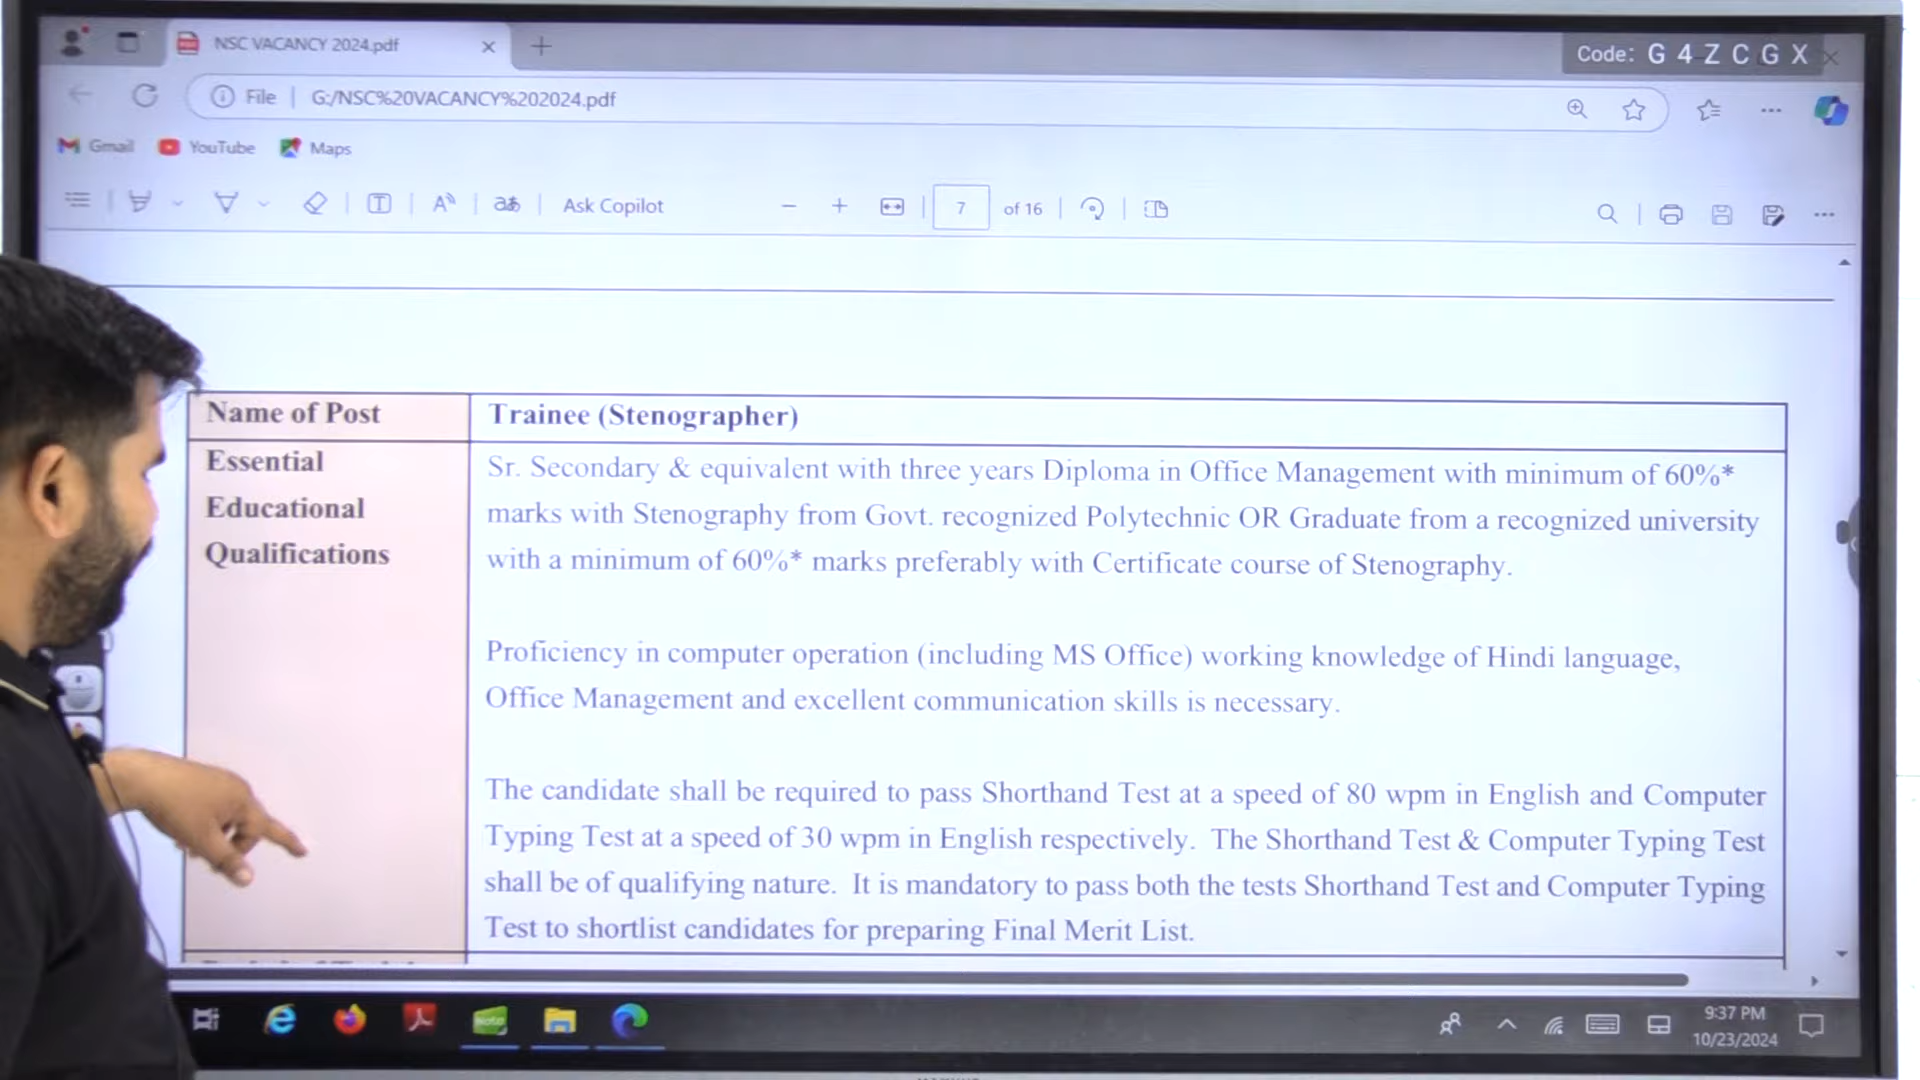 NSC VACANCY 2024.pdf
Code: G 4 Z C G X
File
G:/NSC%20VACANCY%202024.pdf
Gmail
YouTube
Maps
Ask Copilot
7
of 16
Name of Post
Trainee (Stenographer)
Essential
Educational
Qualifications
Sr. Secondary & equivalent with three years Diploma in Office Management with minimum of 60%*
marks with Stenography from Govt. recognized Polytechnic OR Graduate from a recognized university
with a minimum of 60%* marks preferably with Certificate course of Stenography.
Proficiency in computer operation (including MS Office) working knowledge of Hindi language,
Office Management and excellent communication skills is necessary.
The candidate shall be required to pass Shorthand Test at a speed of 80 wpm in English and Computer
Typing Test at a speed of 30 wpm in English respectively. The Shorthand Test & Computer Typing Test
shall be of qualifying nature. It is mandatory to pass both the tests Shorthand Test and Computer Typing
Test to shortlist candidates for preparing Final Merit List.
9:37 PM
10/23/2024